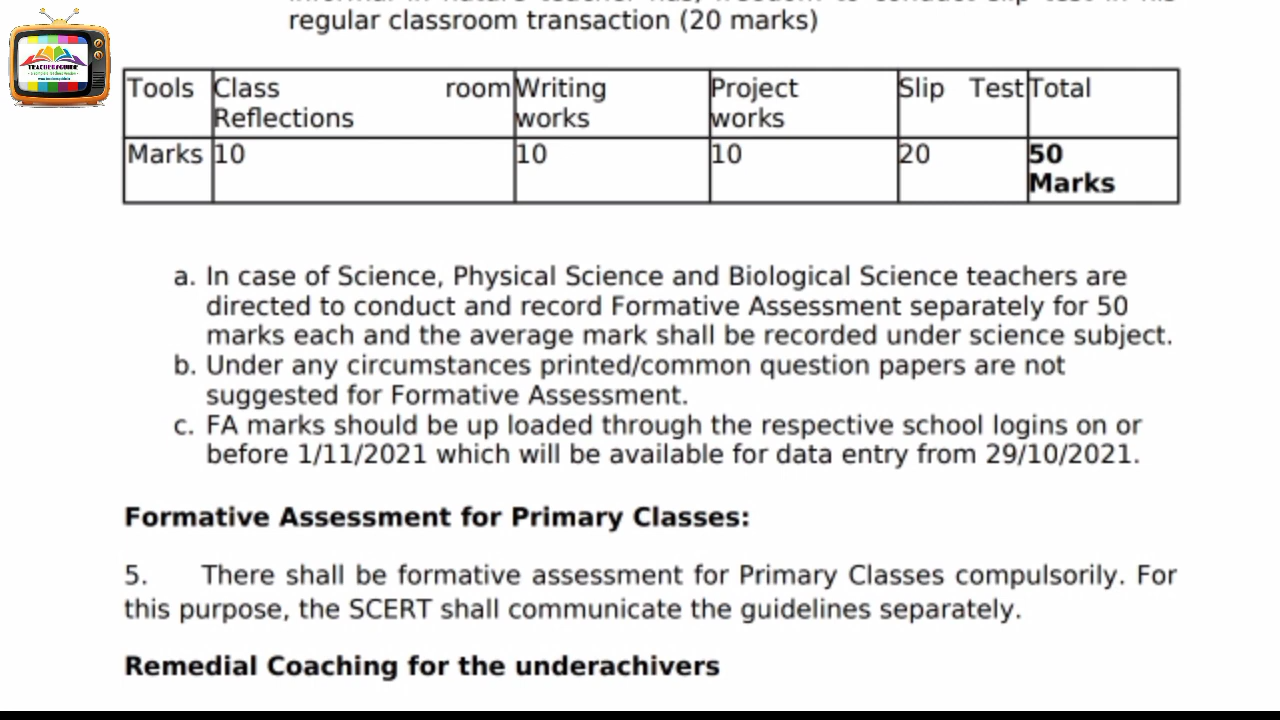 regular classroom transaction (20 marks)
TEACHERSGUIDE
Tools Class room Writing Project Slip Test Total
Reflections works works
Marks 10 10 10 20 50
Marks
a. In case of Science, Physical Science and Biological Science teachers are
directed to conduct and record Formative Assessment separately for 50
marks each and the average mark shall be recorded under science subject.
b. Under any circumstances printed/common question papers are not
suggested for Formative Assessment.
c. FA marks should be up loaded through the respective school logins on or
before 1/11/2021 which will be available for data entry from 29/10/2021.
Formative Assessment for Primary Classes:
5. There shall be formative assessment for Primary Classes compulsorily. For
this purpose, the SCERT shall communicate the guidelines separately.
Remedial Coaching for the underachivers